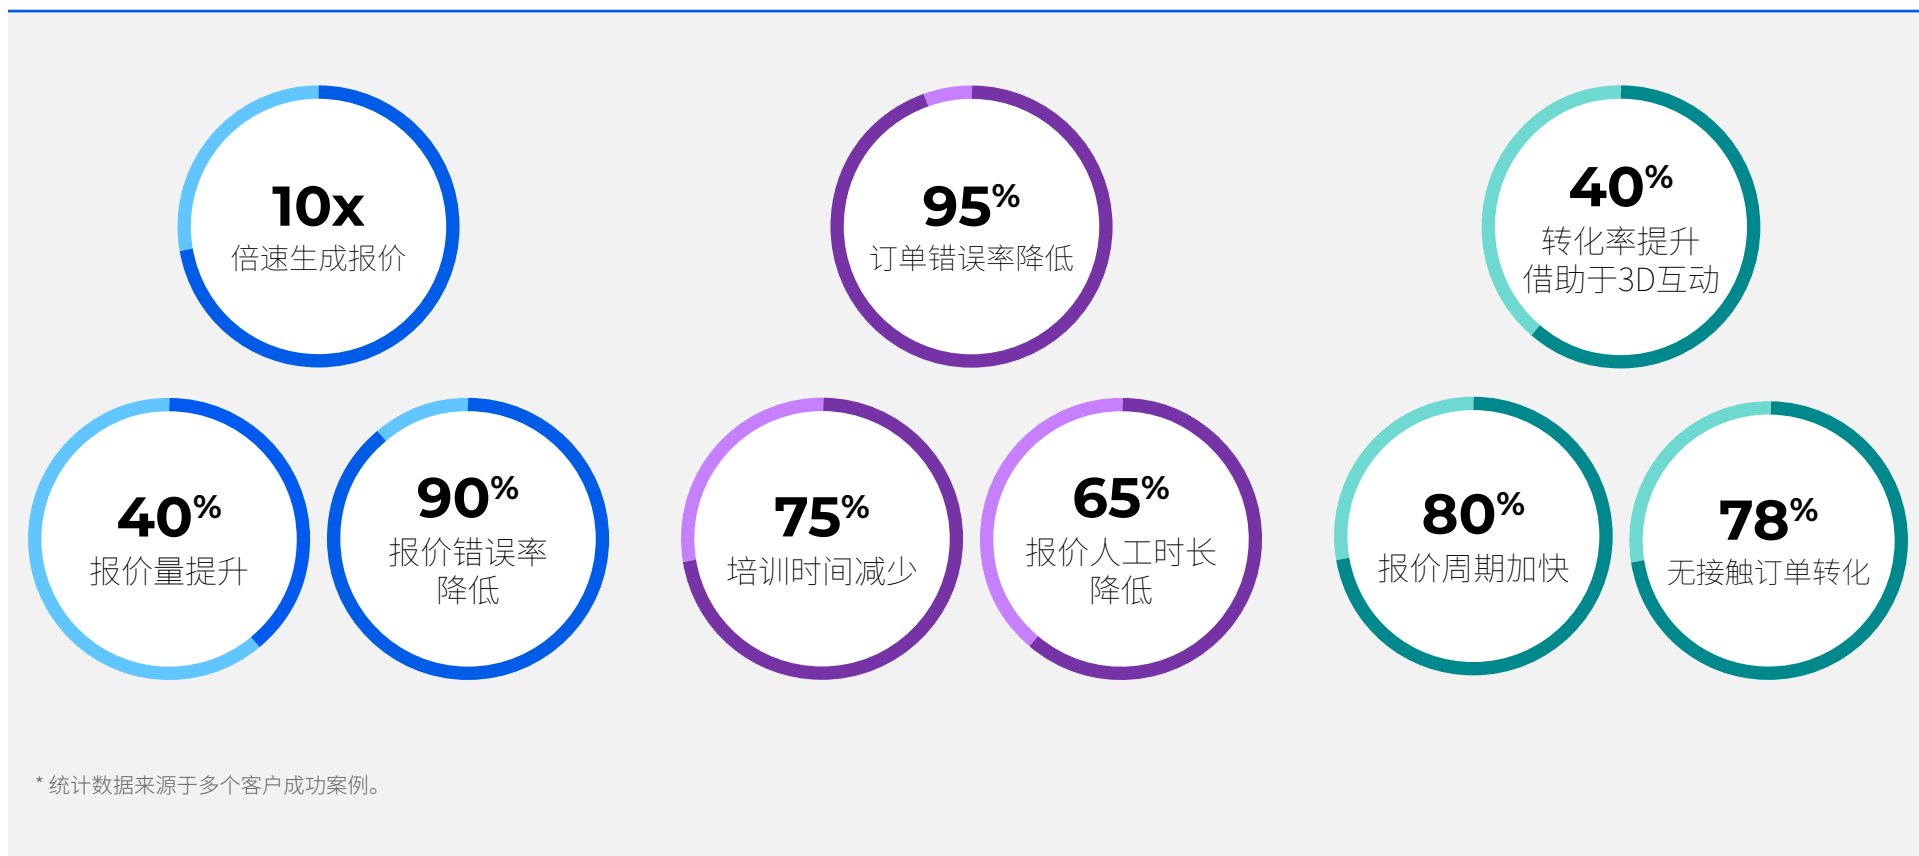 10x
倍速生成报价
40%
报价量提升
90%
报价错误率
降低
95%
订单错误率降低
75%
培训时间减少
65%
报价人工时长
降低
40%
转化率提升
借助于3D互动
80%
报价周期加快
78%
无接触订单转化
* 统计数据来源于多个客户成功案例。